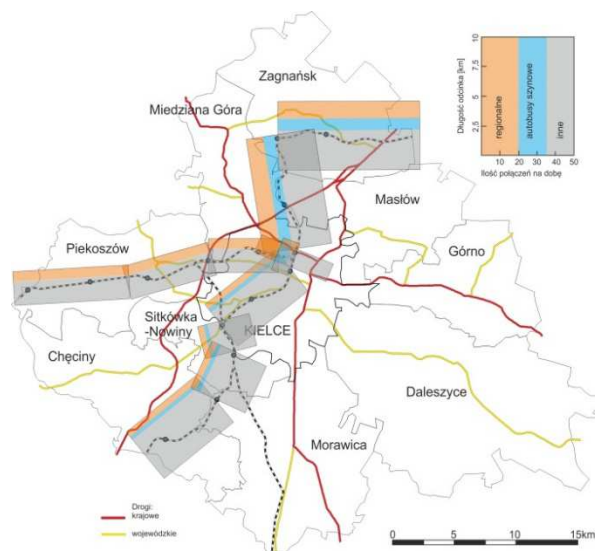 Zagnańsk
Miedziana Góra
Masłów
Piekoszów
Górno
Sitkówka
-Nowiny
KIELCE
Chęciny
Daleszyce
Morawica
Długość odcinka [km]
10
7,5
5
2,5
regionalne
autobusy szynowe
inne
10 20 30 40 50
Ilość połączeń na dobę
Drogi:
krajowe
wojewódzkie
0 5 10 15km